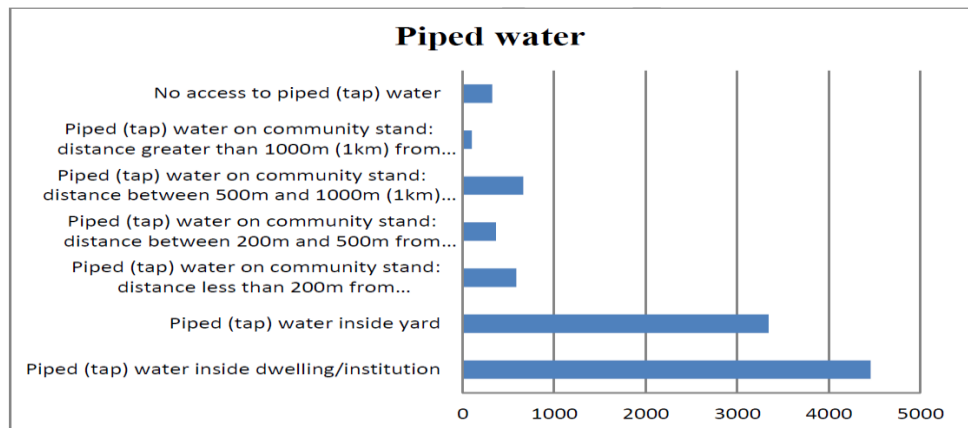 Piped water
No access to piped (tap) water
Piped (tap) water on community stand:
distance greater than 1000m (1km) from...
Piped (tap) water on community stand:
distance between 500m and 1000m (1km)...
Piped (tap) water on community stand:
distance between 200m and 500m from...
Piped (tap) water on community stand:
distance less than 200m from...
Piped (tap) water inside yard
Piped (tap) water inside dwelling/institution
0 1000 2000 3000 4000 5000